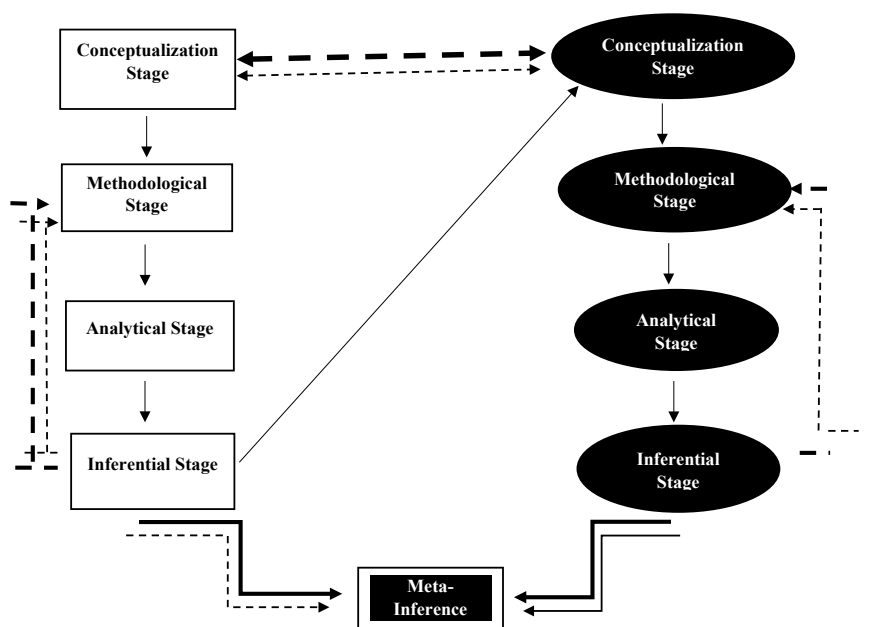 Conceptualization
Stage
Methodological
Stage
Analytical Stage
Inferential Stage
Conceptualization
Stage
Methodological
Stage
Analytical
Stage
Inferential
Stage
Meta-
Inference